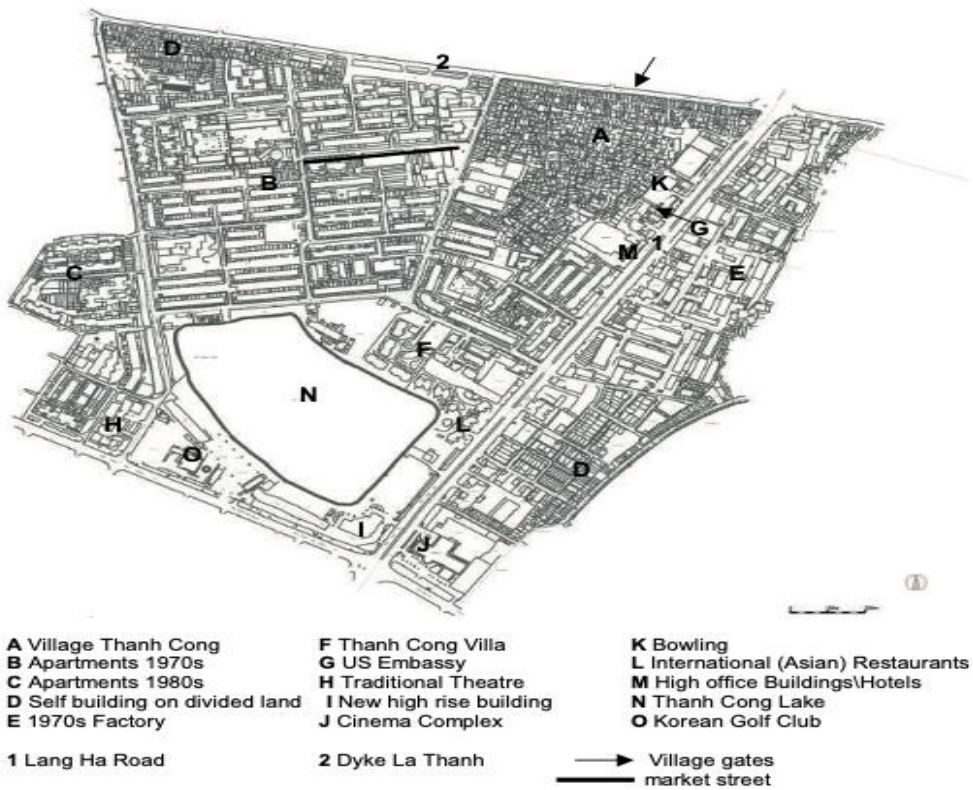 D
2
A
B
K
G
1
M
E
C
F
N
L
H
O
D
I
J
A Village Thanh Cong
B Apartments 1970s
C Apartments 1980s
D Self building on divided land
E 1970s Factory
F Thanh Cong Villa
G US Embassy
H Traditional Theatre
I New high rise building
J Cinema Complex
K Bowling
L International (Asian) Restaurants
M High office Buildings\Hotels
N Thanh Cong Lake
O Korean Golf Club
1 Lang Ha Road
2 Dyke La Thanh
Village gates
market street